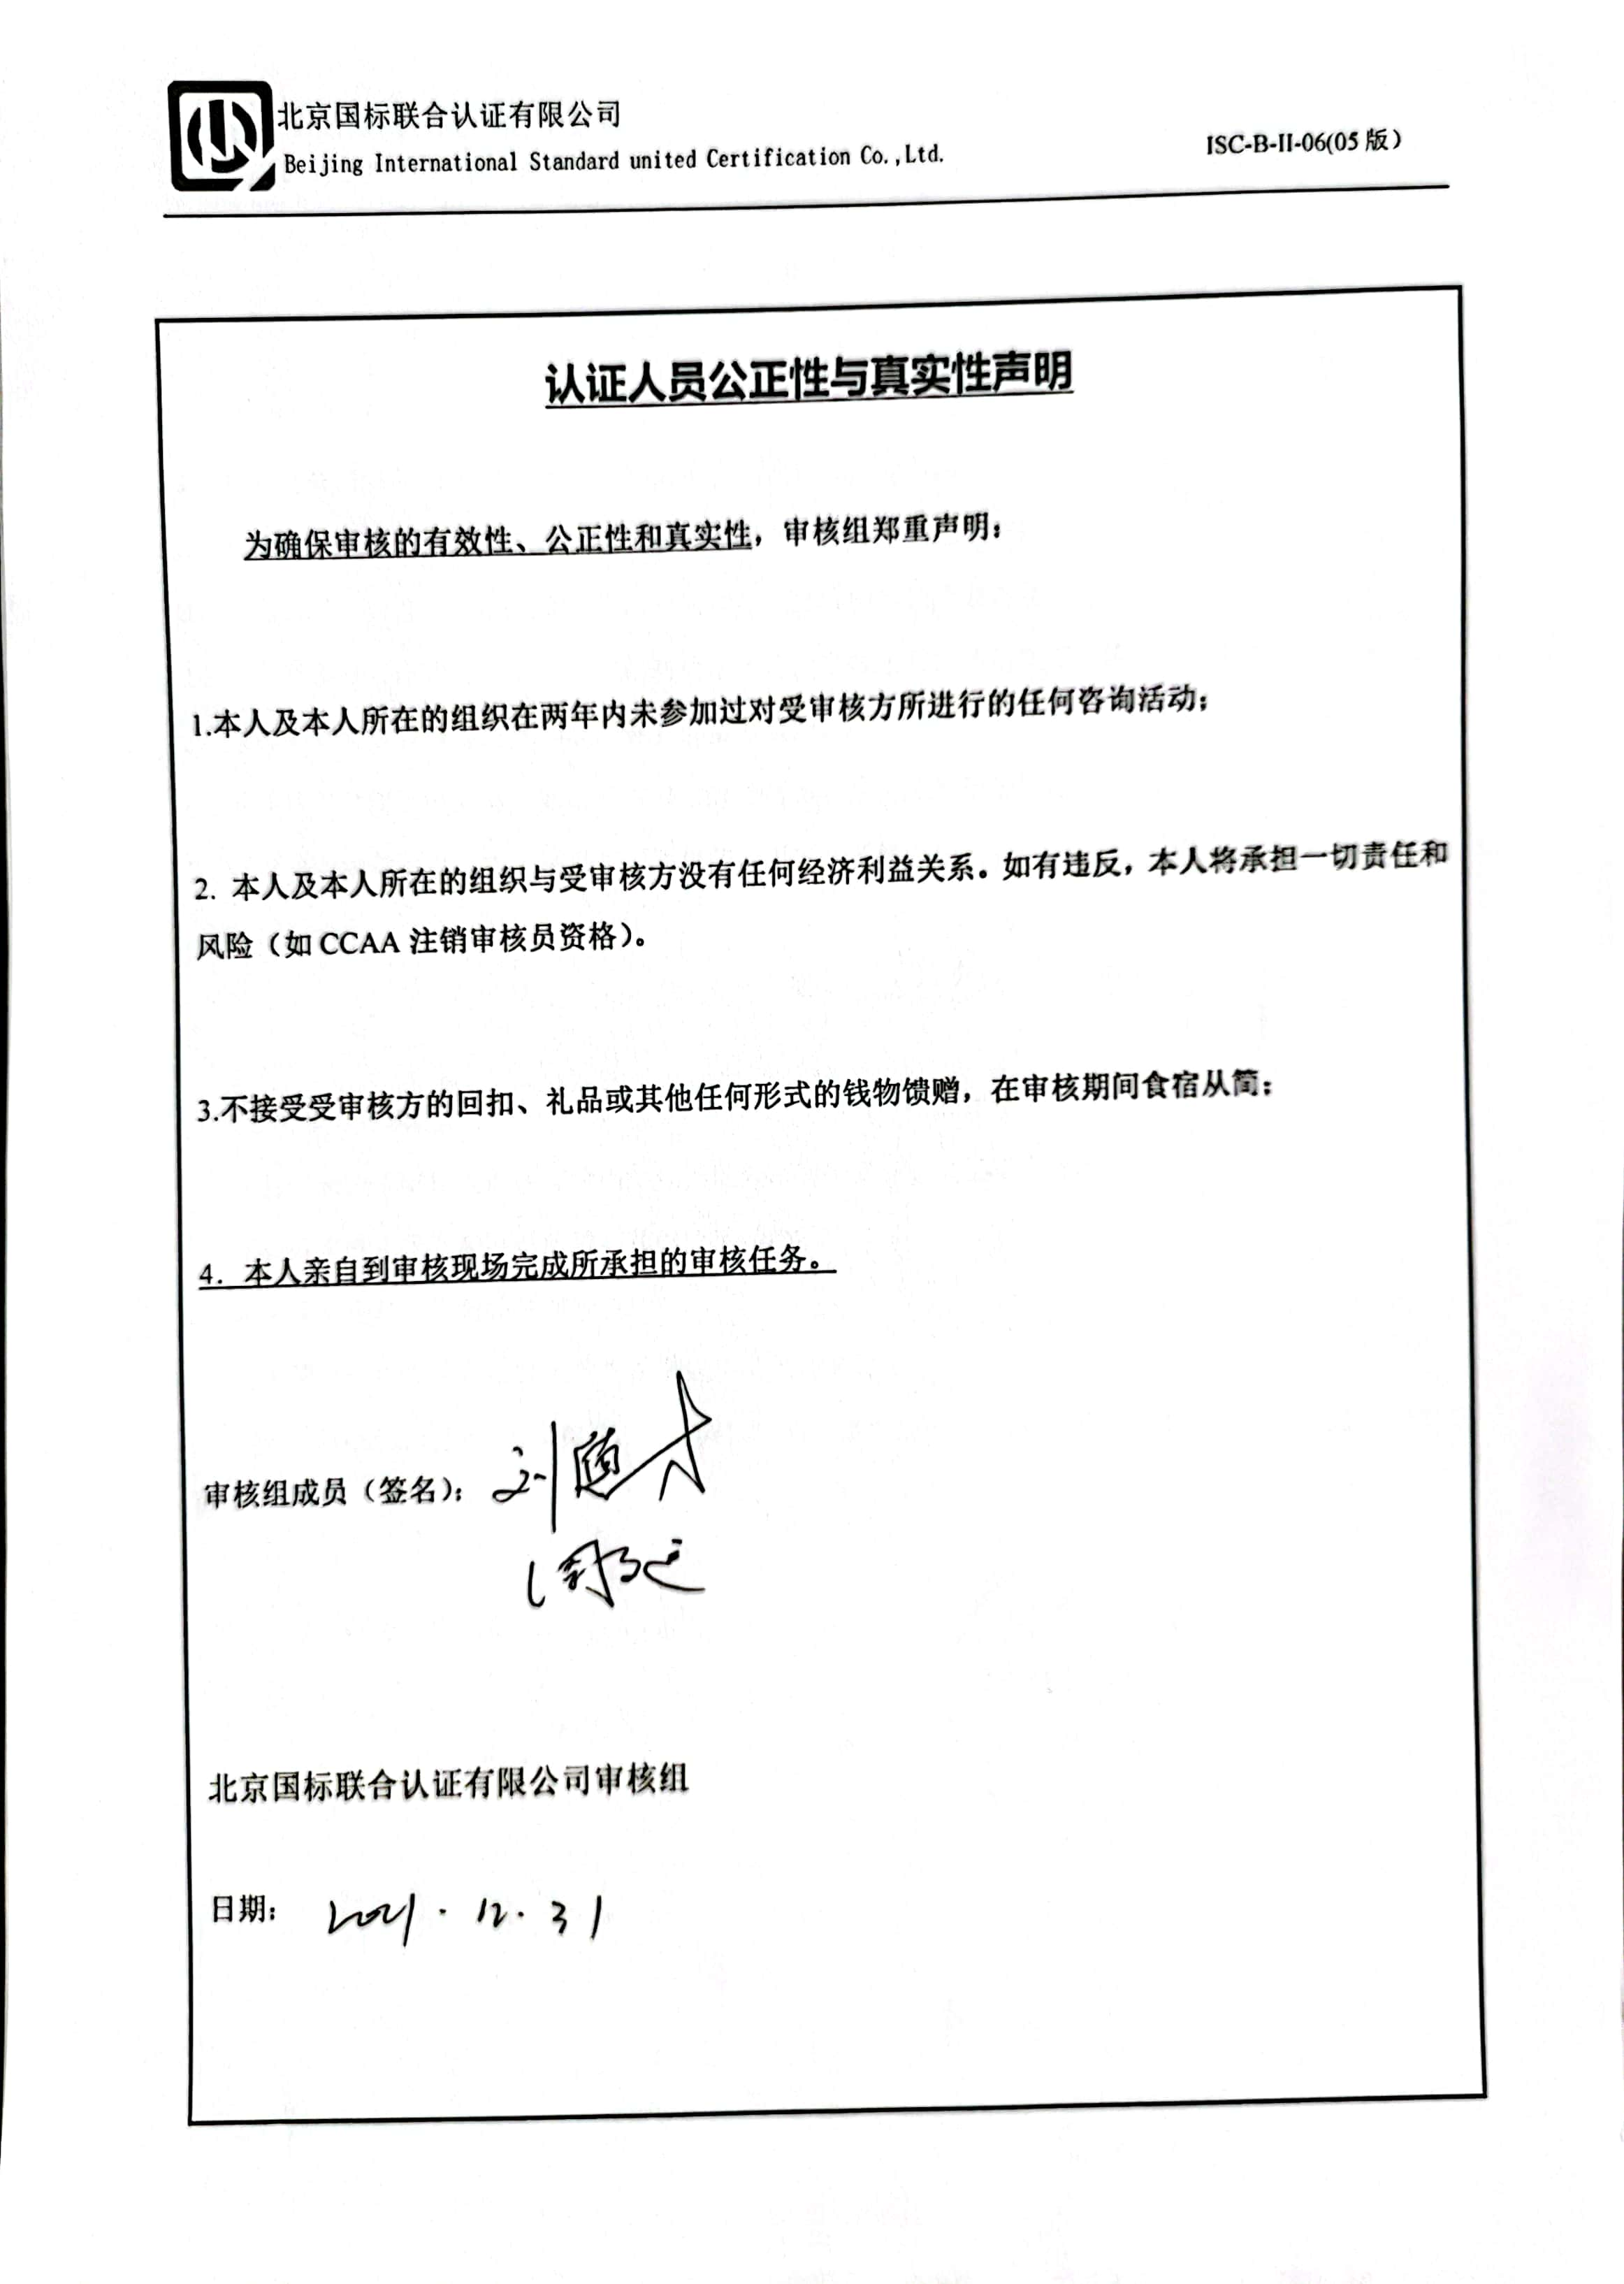 北京国标联合认证有限公司
Beijing International Standard united Certification Co.,Ltd.
ISC-B-II-06(05版）
认证人员公正性与真实性声明
为确保审核的有效性、公正性和真实性，审核组郑重声明：
1.本人及本人所在的组织在两年内未参加过对受审核方所进行的任何咨询活动；
2. 本人及本人所在的组织与受审核方没有任何经济利益关系。如有违反，本人将承担一切责任和
风险（如 CCAA 注销审核员资格）。
3.不接受受审核方的回扣、礼品或其他任何形式的钱物馈赠，在审核期间食宿从简；
4. 本人亲自到审核现场完成所承担的审核任务。
审核组成员（签名）：
北京国标联合认证有限公司审核组
日期： 2021.12.31